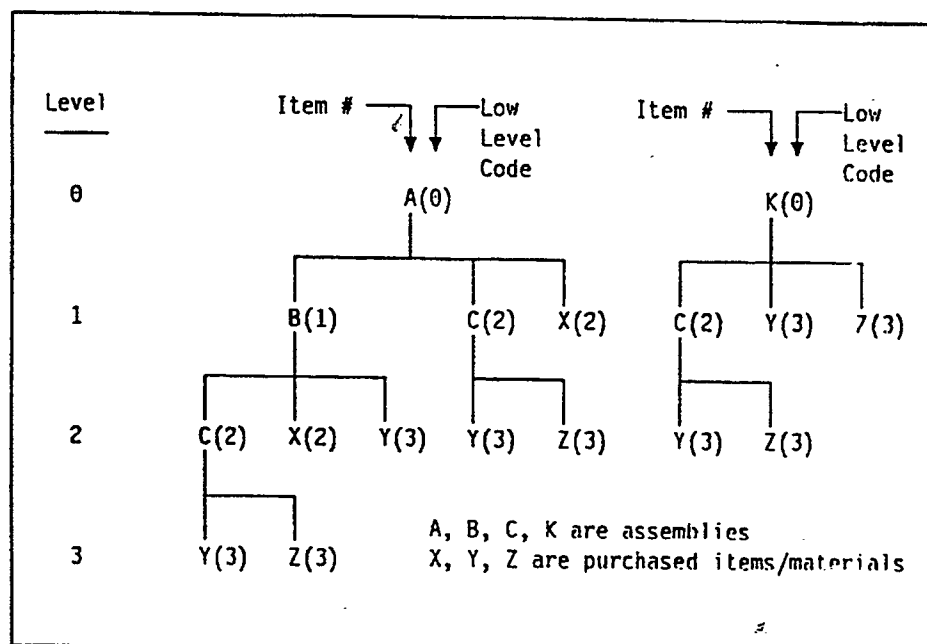 Level
Item #
Low
Level
Code
Item #
Low
Level
Code
0
A(0)
K(0)
1
B(1)
C(2)
X(2)
C(2)
Y(3)
7(3)
2
C(2)
X(2)
Y(3)
Y(3)
Z(3)
Y(3)
Z(3)
3
Y(3)
Z(3)
A, B, C, K are assemblies
X, Y, Z are purchased items/materials